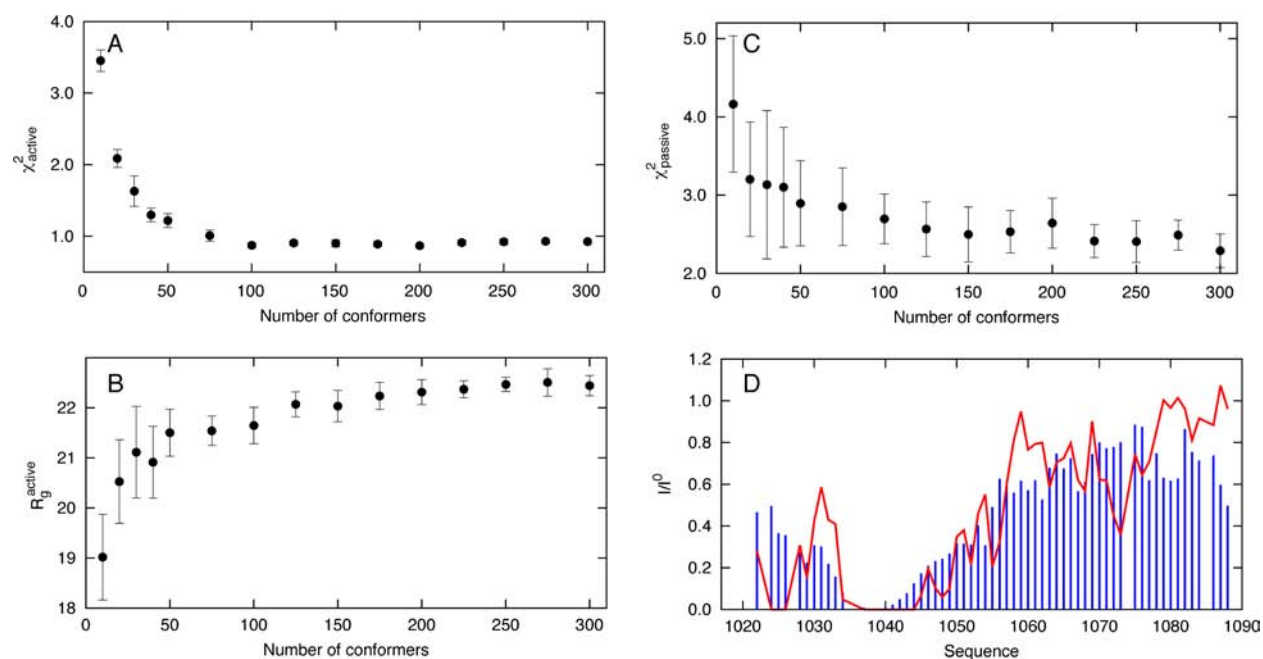 A
4.0
3.0
2.0
1.0
χ²active
0 50 100 150 200 250 300
Number of conformers
B
22
21
20
19
18
Rgactive
0 50 100 150 200 250 300
Number of conformers
C
5.0
4.0
3.0
2.0
χ²passive
0 50 100 150 200 250 300
Number of conformers
D
1.2
1.0
0.8
0.6
0.4
0.2
0.0
I/I⁰
1020 1030 1040 1050 1060 1070 1080 1090
Sequence